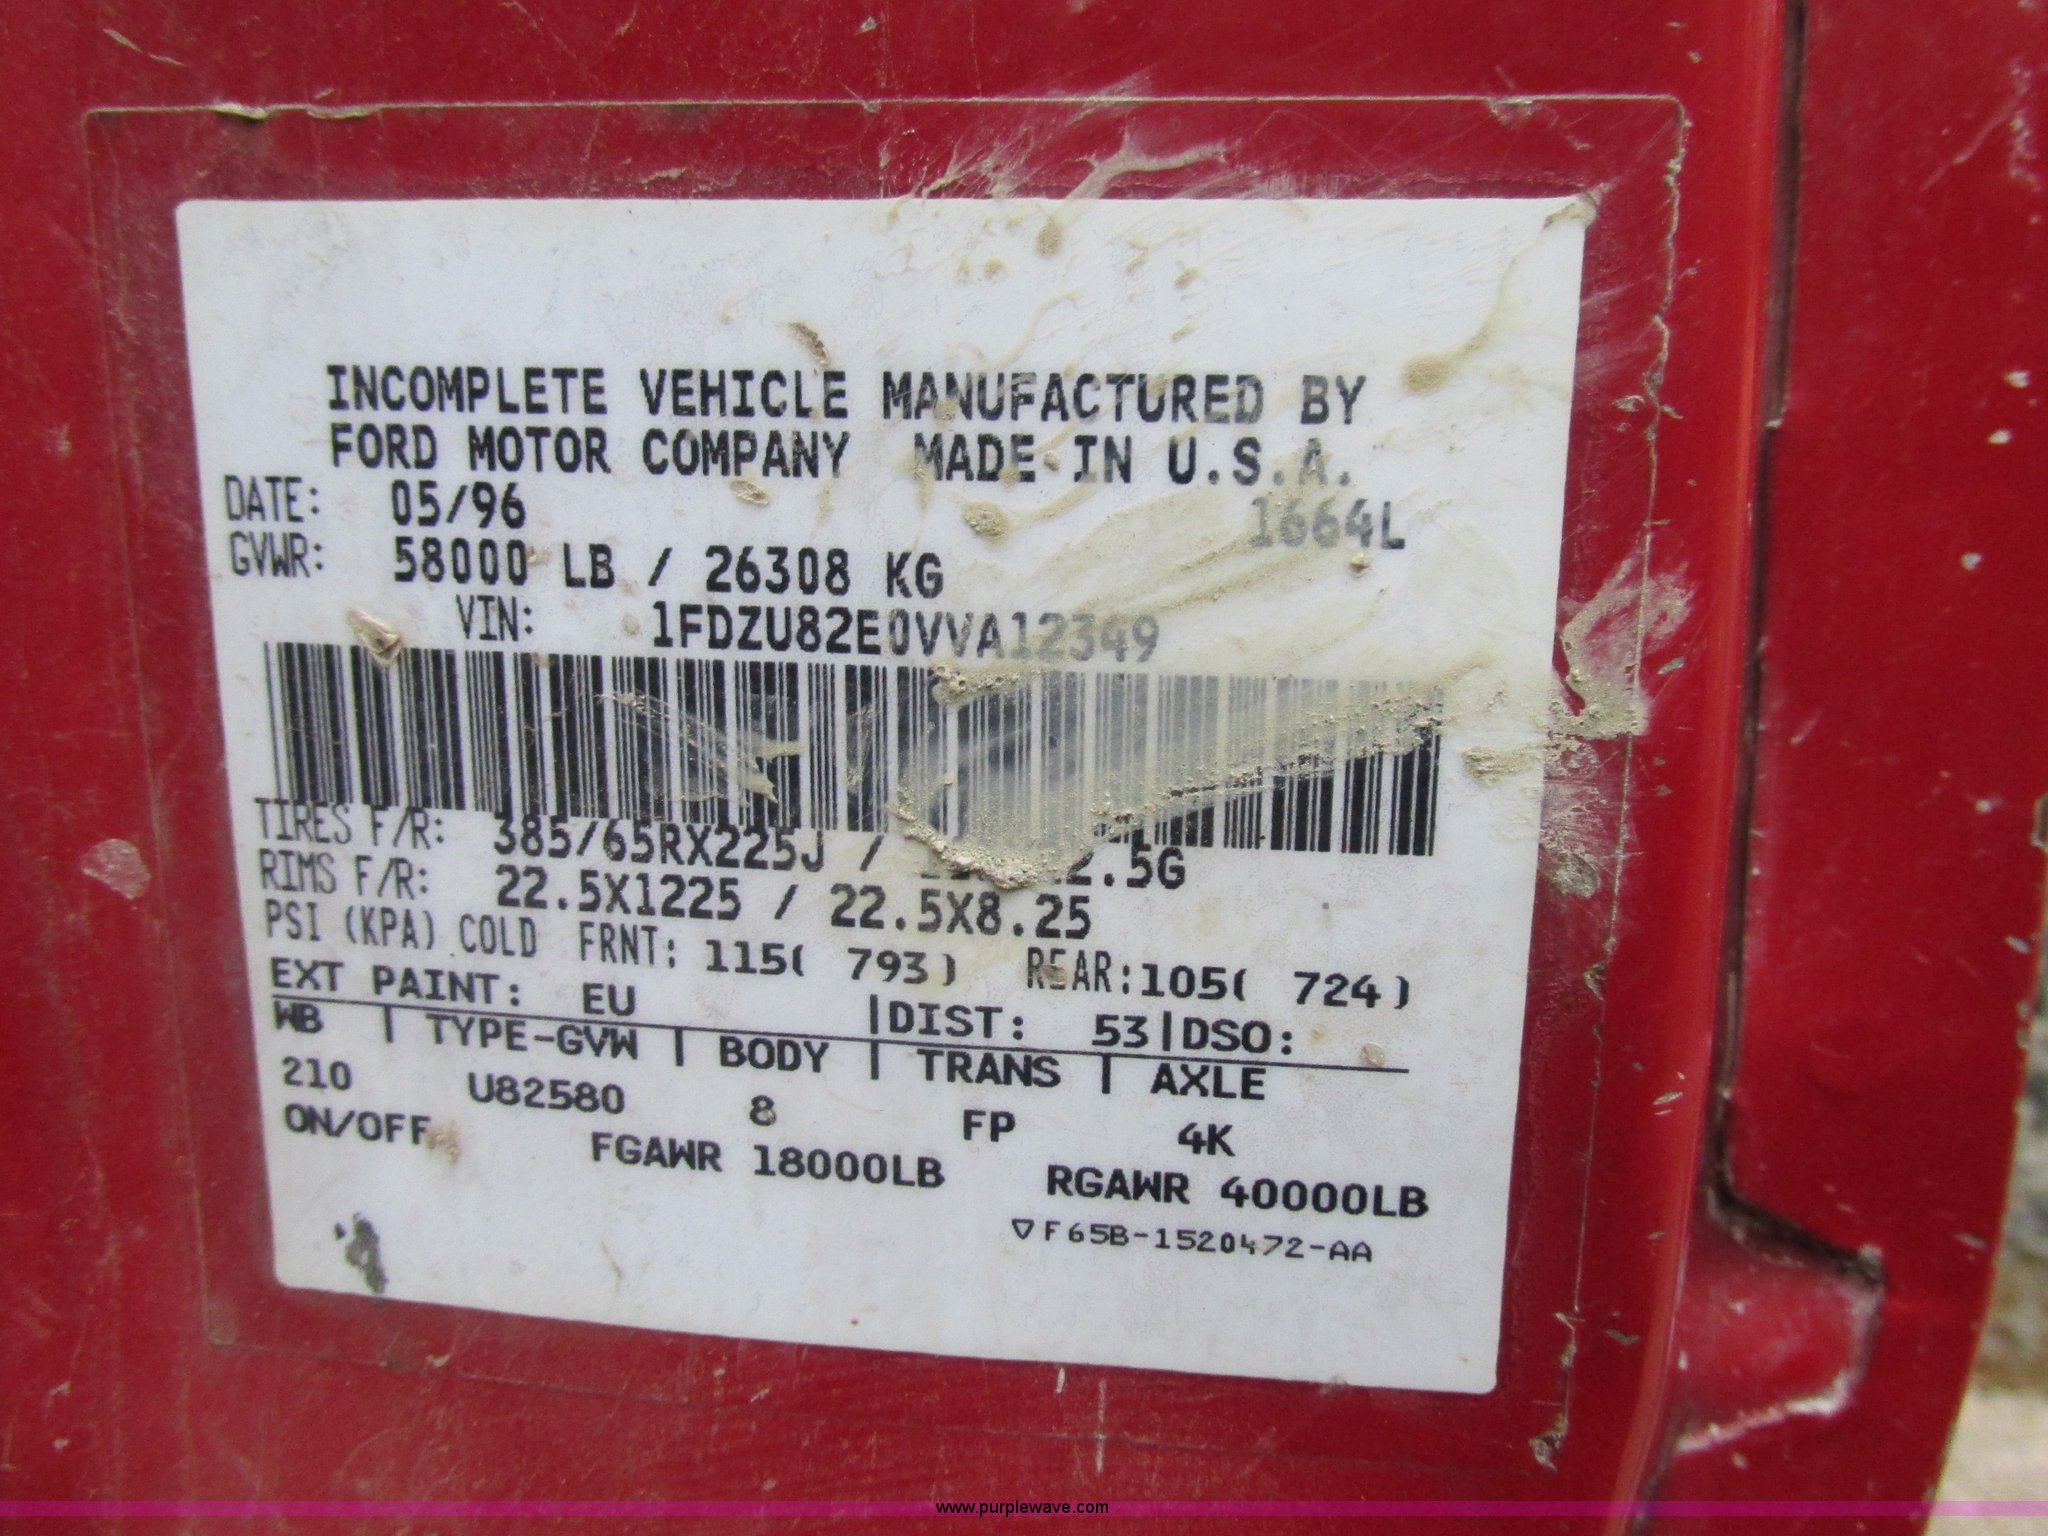 INCOMPLETE VEHICLE MANUFACTURED BY
FORD MOTOR COMPANY MADE IN U.S.A.
DATE: 05/96 1664L
GVWR: 58000 LB / 26308 KG
VIN: 1FDZU82E0VVA12349
TIRES F/R: 385/65RX225J /
RIMS F/R: 22.5X1225 / 22.5X8.25
PSI (KPA) COLD FRNT: 115( 793) REAR:105( 724)
EXT PAINT: EU |DIST: 53|DSO:
WB | TYPE-GVW | BODY | TRANS | AXLE
210 U82580 8 FP 4K
ON/OFF FGAWR 18000LB RGAWR 40000LB
▽F65B-1520472-AA
www.purplewave.com